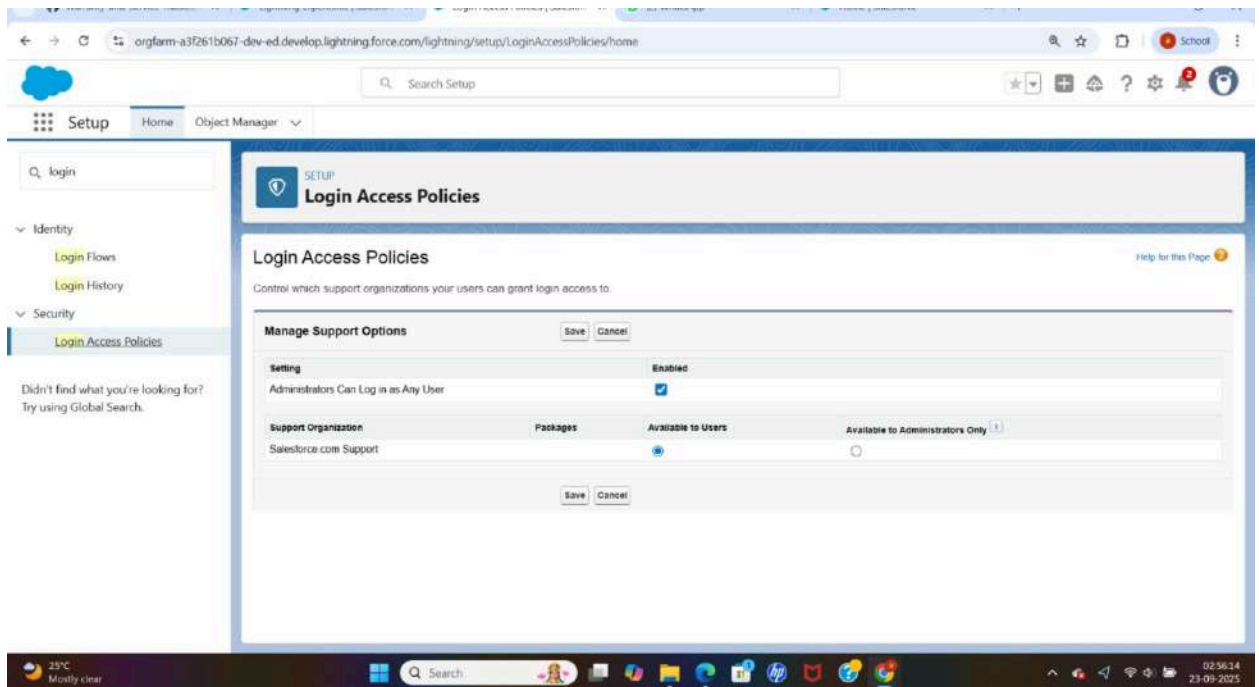 orgfarm-a3f261b067-dev-ed.develop.lightning.force.com/lightning/setup/LoginAccessPolicies/home
School
Search Setup
2
Setup Home Object Manager
login
SETUP
Login Access Policies
Identity
Login Flows
Login History
Security
Login Access Policies
Didn't find what you're looking for?
Try using Global Search.
Login Access Policies
Help for this Page
Control which support organizations your users can grant login access to.
Manage Support Options Save Cancel
Setting Enabled
Administrators Can Log in as Any User
Support Organization Packages Available to Users Available to Administrators Only i
Salesforce.com Support
Save Cancel
25°C
Mostly clear
Search
02:56:14
23-09-2025